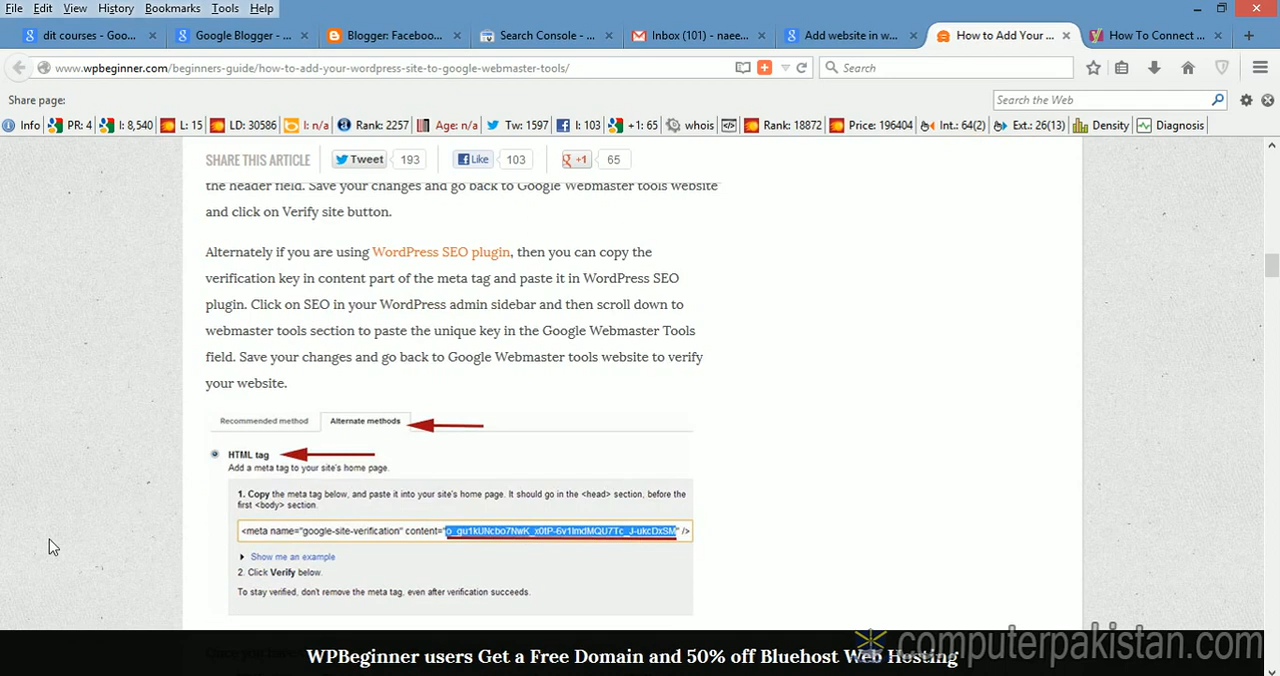 File Edit View History Bookmarks Tools Help
dit courses - Goo... Google Blogger - ... Blogger: Faceboo... Search Console - ... Inbox (101) - naee... Add website in w... How to Add Your ... How To Connect ...
www.wpbeginner.com/beginners-guide/how-to-add-your-wordpress-site-to-google-webmaster-tools/ Search
Share page: Search the Web
Info PR: 4 I: 8,540 L: 15 LD: 30586 I: n/a Rank: 2257 Age: n/a Tw: 1597 I: 103 +1: 65 whois Rank: 18872 Price: 196404 Int.: 64(2) Ext.: 26(13) Density Diagnosis
SHARE THIS ARTICLE Tweet 193 Like 103 +1 65
the header field. Save your changes and go back to Google Webmaster tools website
and click on Verify site button.
Alternately if you are using WordPress SEO plugin, then you can copy the
verification key in content part of the meta tag and paste it in WordPress SEO
plugin. Click on SEO in your WordPress admin sidebar and then scroll down to
webmaster tools section to paste the unique key in the Google Webmaster Tools
field. Save your changes and go back to Google Webmaster tools website to verify
your website.
Recommended method Alternate methods
HTML tag
Add a meta tag to your site's home page.
1. Copy the meta tag below, and paste it into your site's home page. It should go in the <head> section, before the
first <body> section.
<meta name="google-site-verification" content=" " />
Show me an example
2. Click Verify below.
To stay verified, don't remove the meta tag, even after verification succeeds.
WPBeginner users Get a Free Domain and 50% off Bluehost Web Hosting
computerpakistan.com